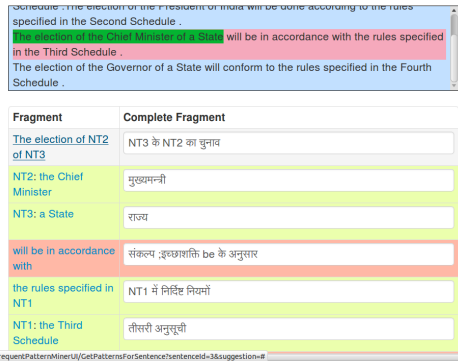 Schedule .The election of the President of India will be done according to the rules
specified in the Second Schedule .
The election of the Chief Minister of a State will be in accordance with the rules specified
in the Third Schedule .
The election of the Governor of a State will conform to the rules specified in the Fourth
Schedule .
Fragment Complete Fragment
The election of NT2 of NT3 NT3 के NT2 का चुनाव
NT2: the Chief Minister मुख्यमन्त्री
NT3: a State राज्य
will be in accordance with संकल्प ;इच्छाशक्ति be के अनुसार
the rules specified in NT1 NT1 में निर्दिष्ट नियमों
NT1: the Third Schedule तीसरी अनुसूची
requentPatternMinerUI/GetPatternsForSentence?sentenceId=3&suggestion=#